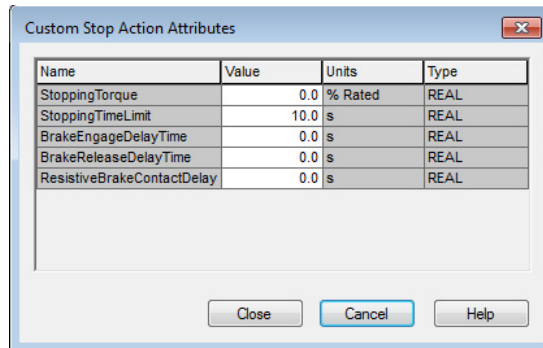 Custom Stop Action Attributes
Name Value Units Type
StoppingTorque 0.0 % Rated REAL
StoppingTimeLimit 10.0 s REAL
BrakeEngageDelayTime 0.0 s REAL
BrakeReleaseDelayTime 0.0 s REAL
ResistiveBrakeContactDelay 0.0 s REAL
Close Cancel Help